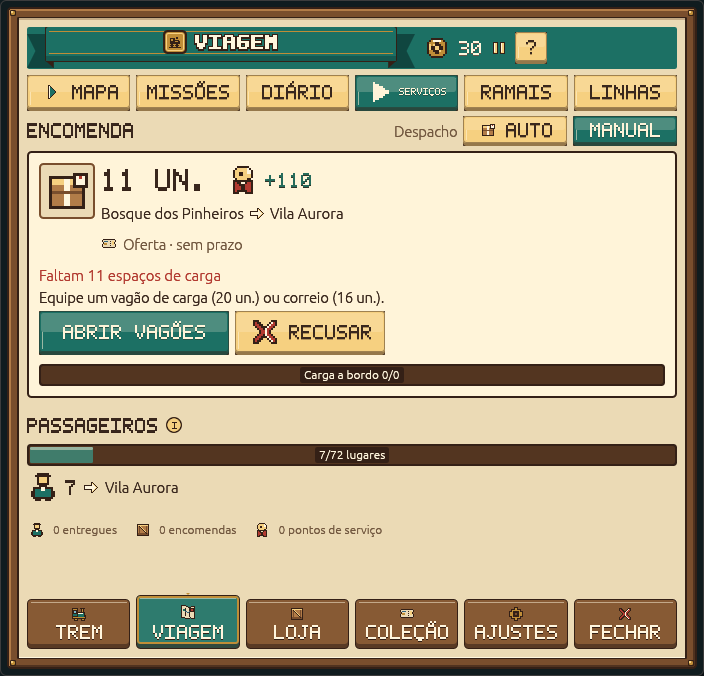 VIAGEM
30
?
MAPA
MISSÕES
DIÁRIO
SERVIÇOS
RAMAIS
LINHAS
ENCOMENDA
Despacho
AUTO
MANUAL
11 UN.
+110
Bosque dos Pinheiros ⇨ Vila Aurora
Oferta · sem prazo
Faltam 11 espaços de carga
Equipe um vagão de carga (20 un.) ou correio (16 un.).
ABRIR VAGÕES
RECUSAR
Carga a bordo 0/0
PASSAGEIROS
I
7/72 lugares
7 ⇨ Vila Aurora
0 entregues
0 encomendas
0 pontos de serviço
TREM
VIAGEM
LOJA
COLEÇÃO
AJUSTES
FECHAR